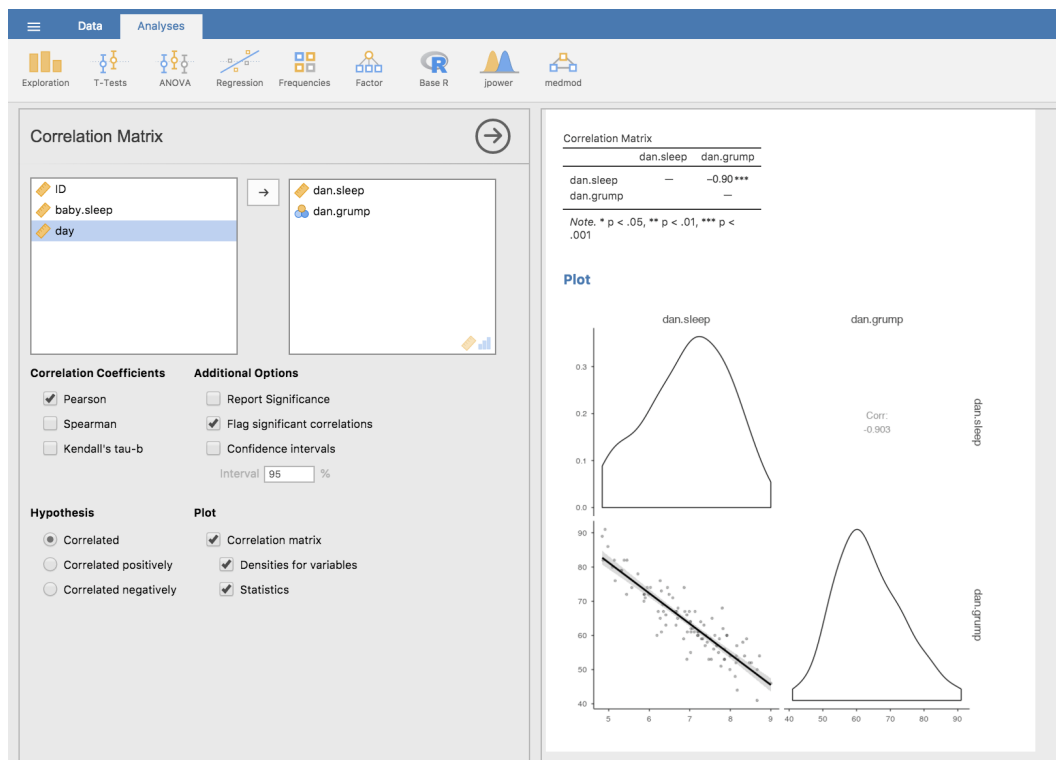 Data Analyses
Exploration T-Tests ANOVA Regression Frequencies Factor Base R jpower medmod
Correlation Matrix
ID
baby.sleep
day
dan.sleep
dan.grump
Correlation Coefficients Additional Options
Pearson Report Significance
Spearman Flag significant correlations
Kendall's tau-b Confidence intervals
Interval 95 %
Hypothesis Plot
Correlated Correlation matrix
Correlated positively Densities for variables
Correlated negatively Statistics
Correlation Matrix
dan.sleep dan.grump
dan.sleep — −0.90 ***
dan.grump —
Note. * p < .05, ** p < .01, *** p <
.001
Plot
dan.sleep dan.grump
0.3
0.2
0.1
0.0
Corr:
-0.903
dan.sleep
90
80
70
60
50
40
dan.grump
5 6 7 8 9 40 50 60 70 80 90